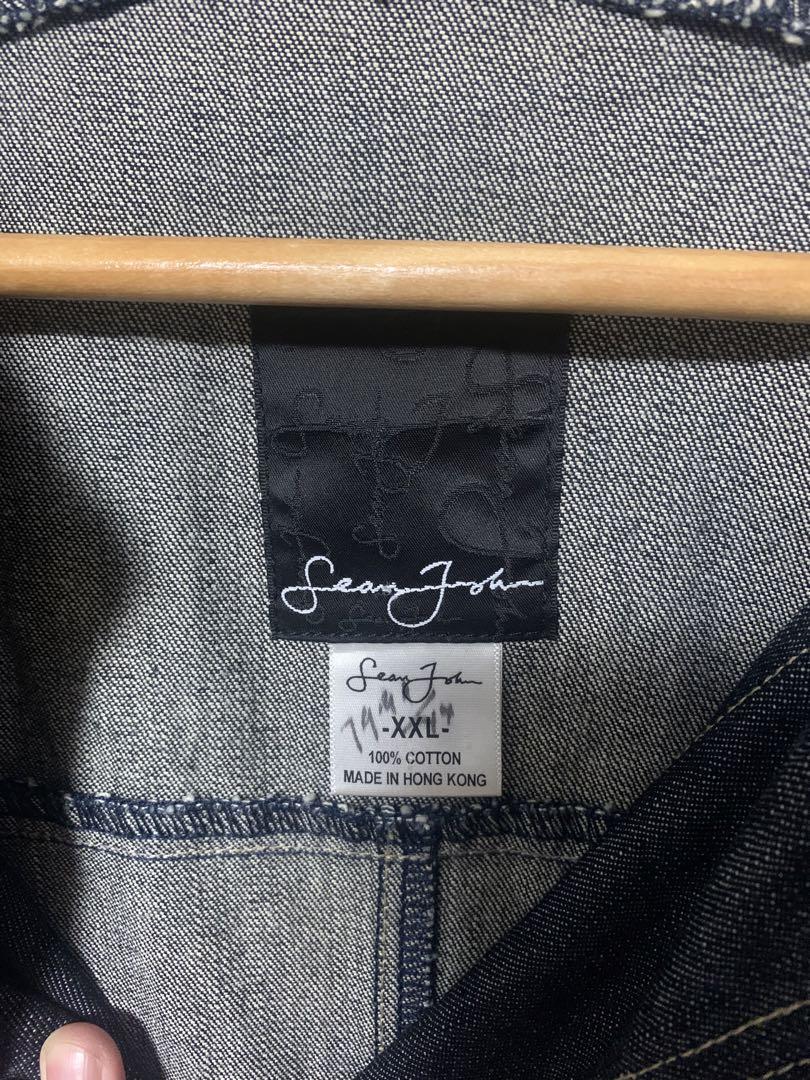 Sean John
Sean John
-XXL-
100% COTTON
MADE IN HONG KONG